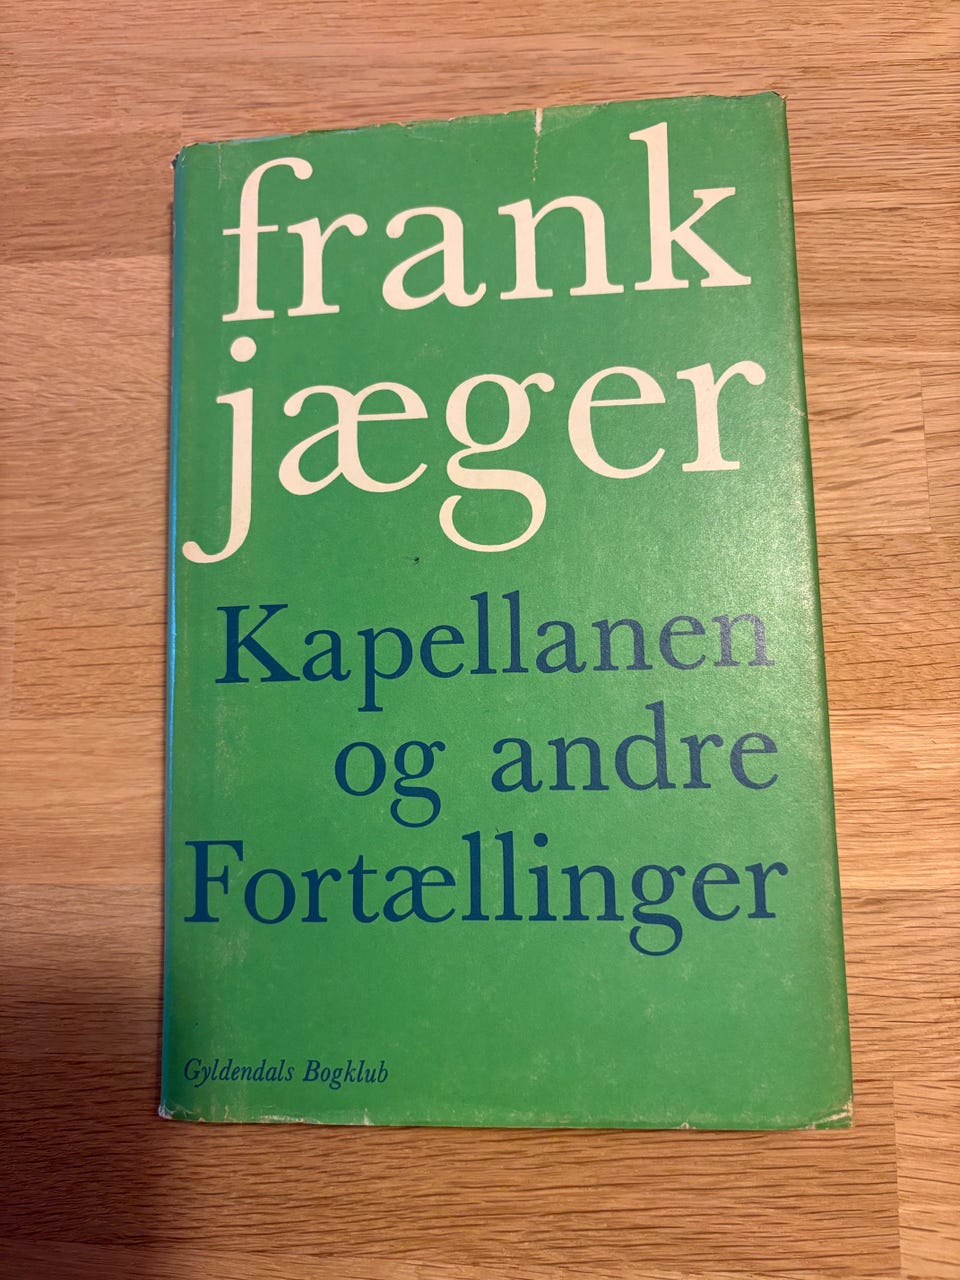 frank
jæger
Kapellanen
og andre
Fortællinger
Gyldendals Bogklub